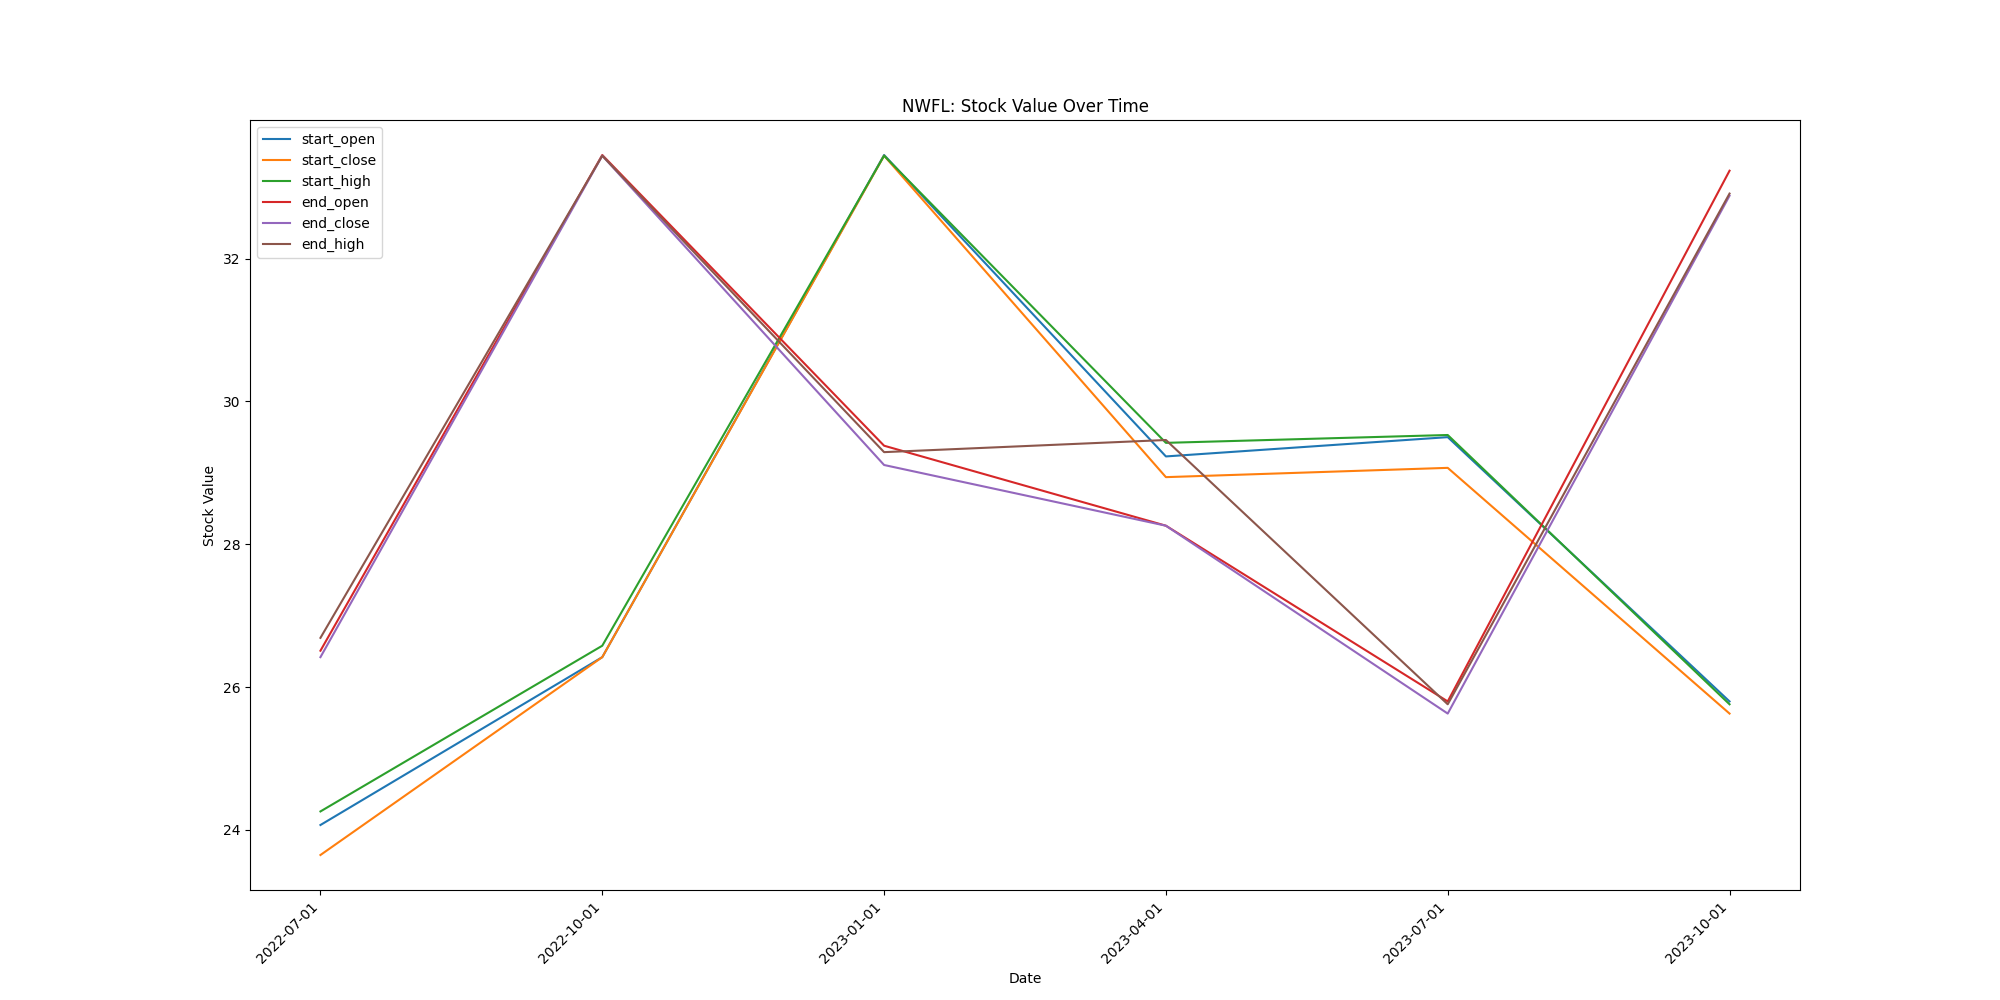 NWFL: Stock Value Over Time
start_open
start_close
start_high
end_open
end_close
end_high
32
30
28
26
24
Stock Value
2022-07-01
2022-10-01
2023-01-01
2023-04-01
2023-07-01
2023-10-01
Date